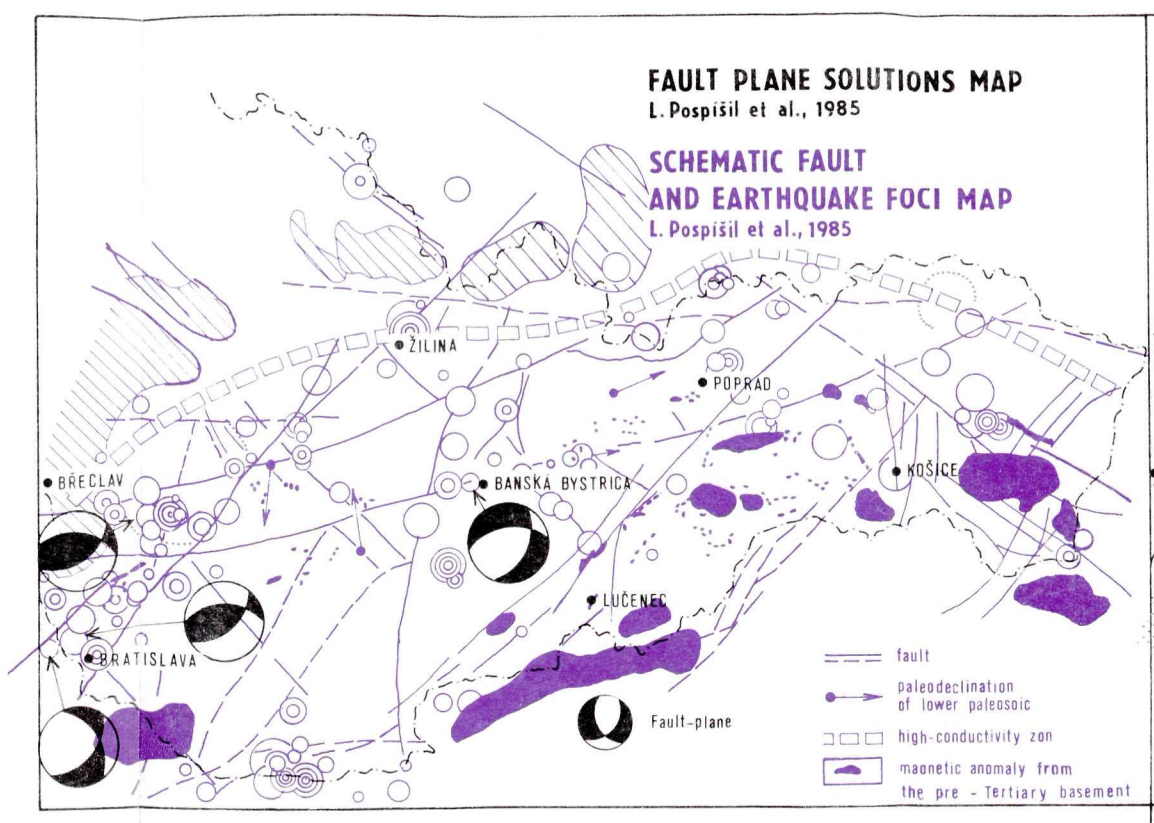 FAULT PLANE SOLUTIONS MAP
L. Pospíšil et al., 1985
SCHEMATIC FAULT
AND EARTHQUAKE FOCI MAP
L. Pospíšil et al., 1985
ŽILINA
POPRAD
BŘECLAV
BANSKÁ BYSTRICA
KOŠICE
LUČENEC
BRATISLAVA
Fault-plane
fault
paleodeclination
of lower paleosoic
high-conductivity zon
magnetic anomaly from
the pre - Tertiary basement